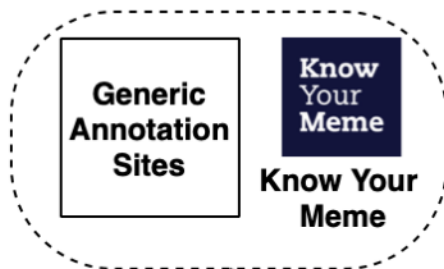 Generic
Annotation
Sites
Know
Your
Meme
Know Your
Meme